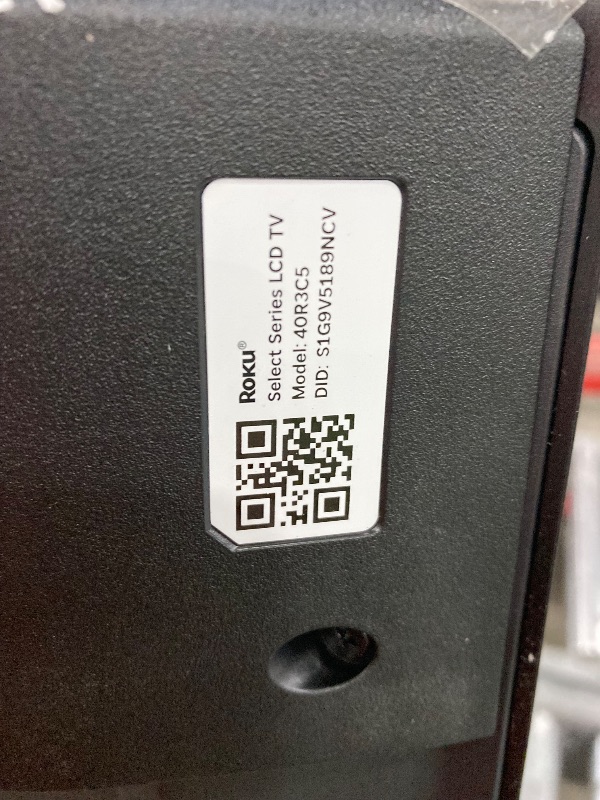 Roku®
Select Series LCD TV
Model: 40R3C5
DID: S1G9V5189NCV